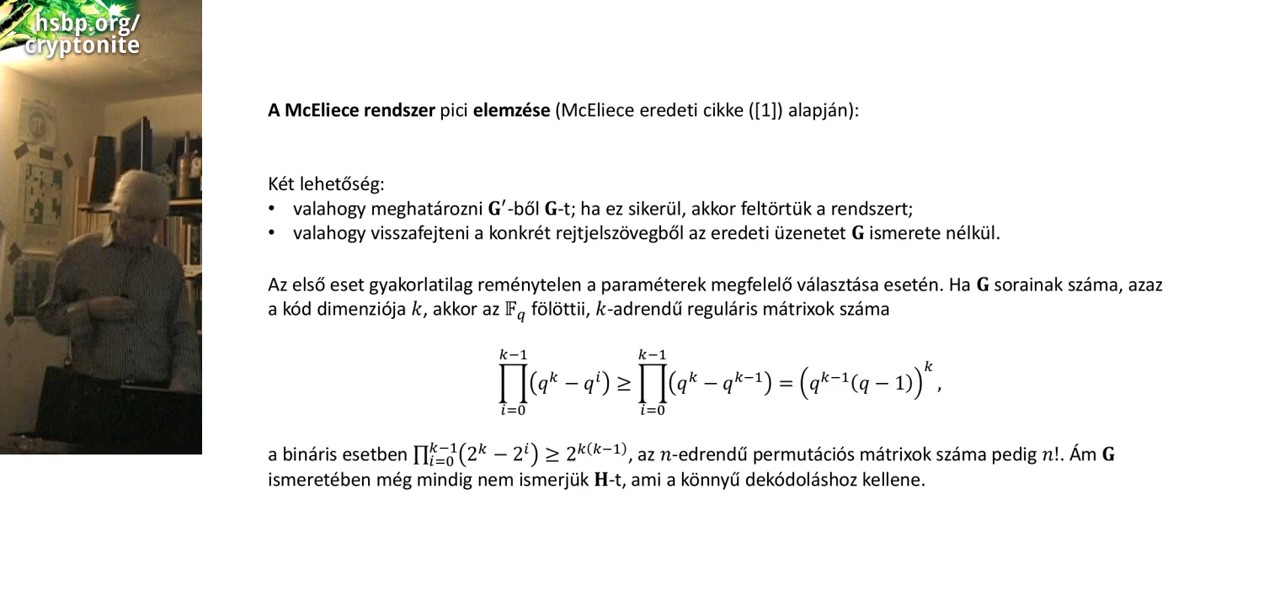 hsbp.org/
cryptonite
A McEliece rendszer pici elemzése (McEliece eredeti cikke ([1]) alapján):
Két lehetőség:
• valahogy meghatározni G′-ből G-t; ha ez sikerül, akkor feltörtük a rendszert;
• valahogy visszafejteni a konkrét rejtjelszövegből az eredeti üzenetet G ismerete nélkül.
Az első eset gyakorlatilag reménytelen a paraméterek megfelelő választása esetén. Ha G sorainak száma, azaz
a kód dimenziója k, akkor az 𝔽_q fölöttii, k-adrendű reguláris mátrixok száma
∏_{i=0}^{k−1}(q^k − q^i) ≥ ∏_{i=0}^{k−1}(q^k − q^{k−1}) = (q^{k−1}(q − 1))^k,
a bináris esetben ∏_{i=0}^{k−1}(2^k − 2^i) ≥ 2^{k(k−1)}, az n-edrendű permutációs mátrixok száma pedig n!. Ám G
ismeretében még mindig nem ismerjük H-t, ami a könnyű dekódoláshoz kellene.